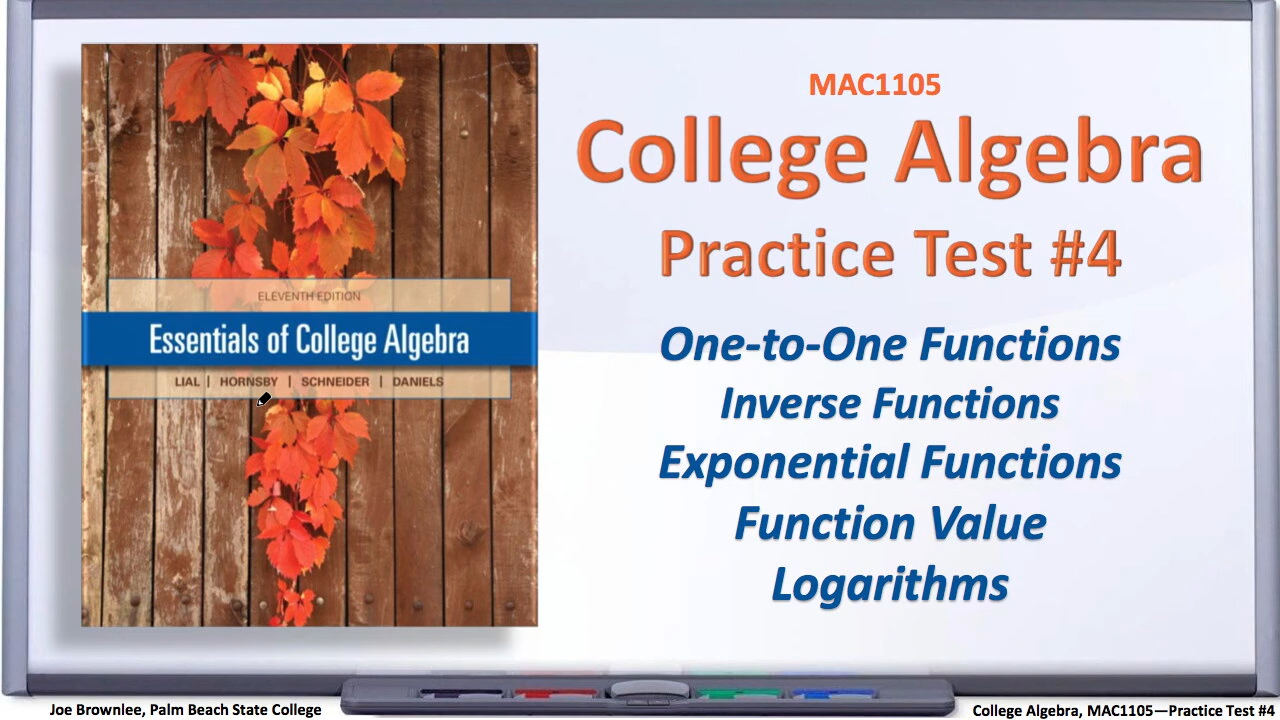 ELEVENTH EDITION
Essentials of College Algebra
LIAL | HORNSBY | SCHNEIDER | DANIELS
MAC1105
College Algebra
Practice Test #4
One-to-One Functions
Inverse Functions
Exponential Functions
Function Value
Logarithms
Joe Brownlee, Palm Beach State College
College Algebra, MAC1105—Practice Test #4